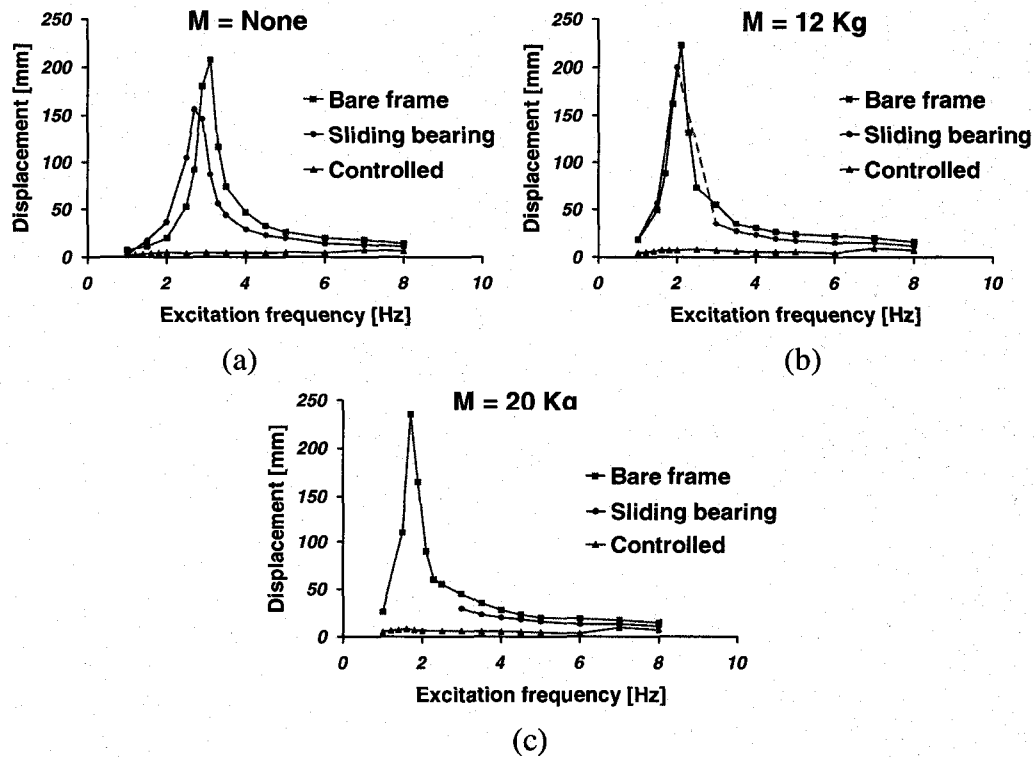 M = None
250
200
150
100
50
0
Displacement [mm]
Bare frame
Sliding bearing
Controlled
0 2 4 6 8 10
Excitation frequency [Hz]
(a)
M = 12 Kg
250
200
150
100
50
0
Displacement [mm]
Bare frame
Sliding bearing
Controlled
0 2 4 6 8 10
Excitation frequency [Hz]
(b)
M = 20 Kg
250
200
150
100
50
0
Displacement [mm]
Bare frame
Sliding bearing
Controlled
0 2 4 6 8 10
Excitation frequency [Hz]
(c)